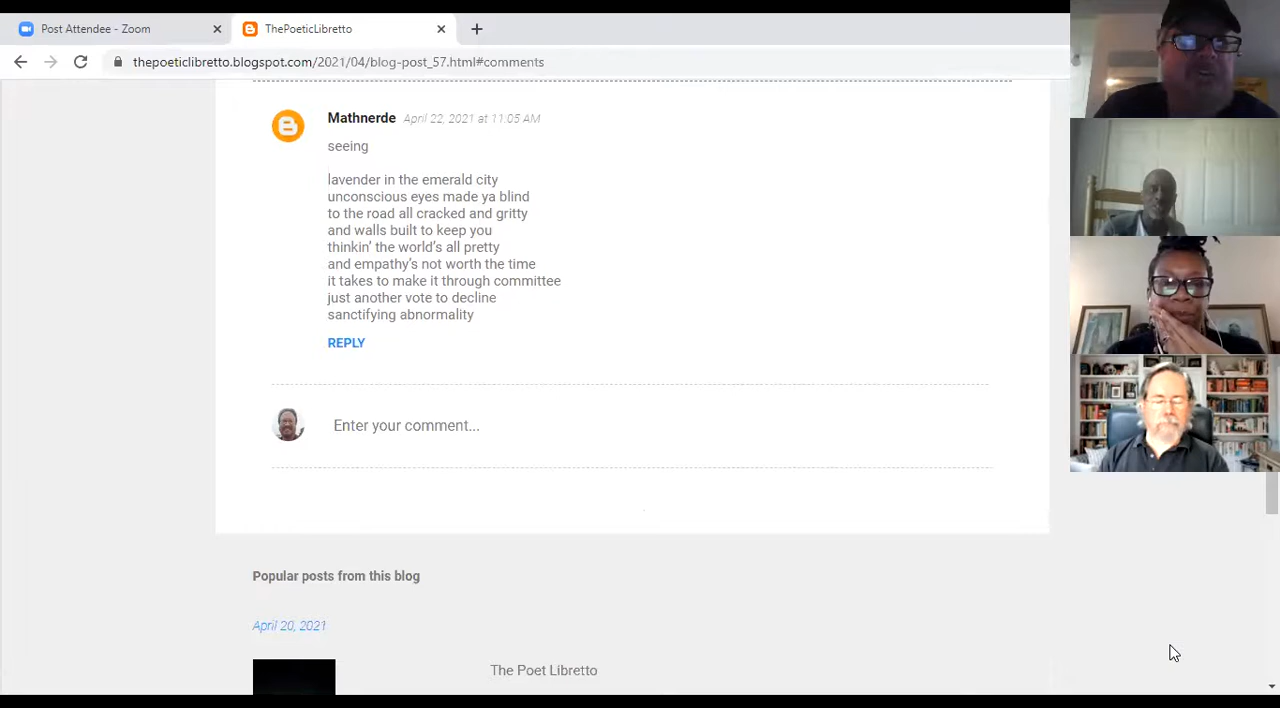 Post Attendee - Zoom
ThePoeticLibretto
thepoeticlibretto.blogspot.com/2021/04/blog-post_57.html#comments
Mathnerde April 22, 2021 at 11:05 AM
seeing
lavender in the emerald city
unconscious eyes made ya blind
to the road all cracked and gritty
and walls built to keep you
thinkin’ the world’s all pretty
and empathy’s not worth the time
it takes to make it through committee
just another vote to decline
sanctifying abnormality
REPLY
Enter your comment...
Popular posts from this blog
April 20, 2021
The Poet Libretto